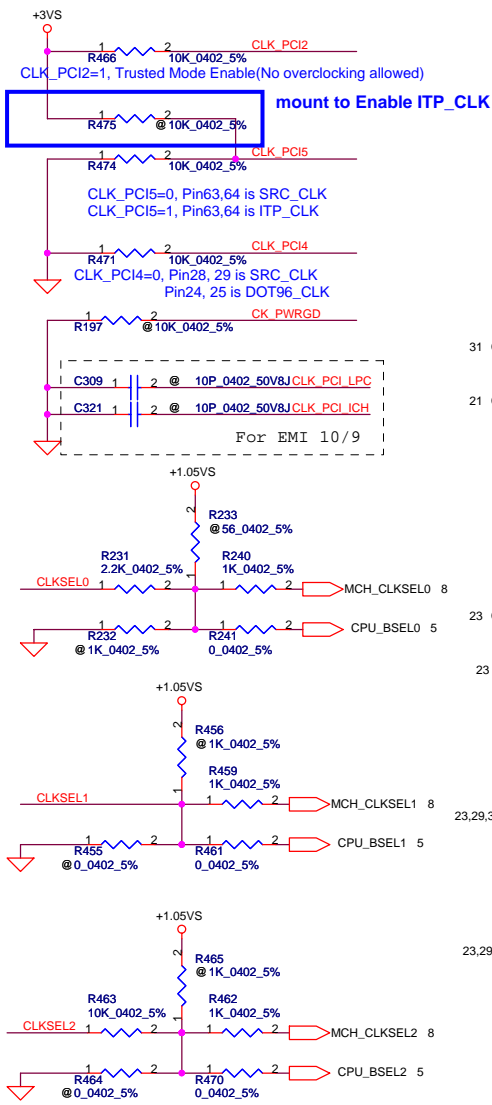 +3VS
1 2 CLK_PCI2
R466 10K_0402_5%
CLK_PCI2=1, Trusted Mode Enable(No overclocking allowed)
mount to Enable ITP_CLK
1 2
R475 @10K_0402_5%
1 2 CLK_PCI5
R474 10K_0402_5%
CLK_PCI5=0, Pin63,64 is SRC_CLK
CLK_PCI5=1, Pin63,64 is ITP_CLK
1 2 CLK_PCI4
R471 10K_0402_5%
CLK_PCI4=0, Pin28, 29 is SRC_CLK
Pin24, 25 is DOT96_CLK
1 2 CK_PWRGD
R197 @10K_0402_5%
31
C309 1 2 @ 10P_0402_50V8J CLK_PCI_LPC
21
C321 1 2 @ 10P_0402_50V8J CLK_PCI_ICH
For EMI 10/9
+1.05VS
2
R233
@56_0402_5%
1
R231 R240
2.2K_0402_5% 1K_0402_5%
CLKSEL0 1 2 1 2 MCH_CLKSEL0 8
23
1 2 1 2 CPU_BSEL0 5
R232 R241
@1K_0402_5% 0_0402_5%
23
+1.05VS
2
R456
@1K_0402_5%
1
R459
1K_0402_5%
CLKSEL1 1 2 MCH_CLKSEL1 8
23,29,3
1 2 1 2 CPU_BSEL1 5
R455 R461
@0_0402_5% 0_0402_5%
+1.05VS
2
R465
@1K_0402_5%
1
23,29
R463 R462
10K_0402_5% 1K_0402_5%
CLKSEL2 1 2 1 2 MCH_CLKSEL2 8
1 2 1 2 CPU_BSEL2 5
R464 R470
@0_0402_5% 0_0402_5%